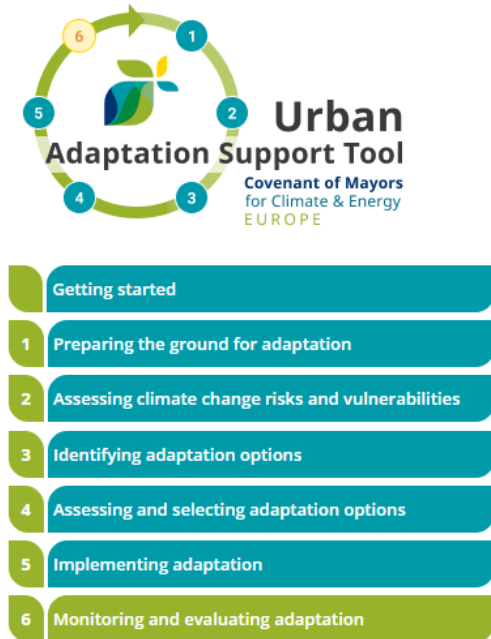 6
1
5
2
4
3
Urban
Adaptation Support Tool
Covenant of Mayors
for Climate & Energy
EUROPE
Getting started
1 Preparing the ground for adaptation
2 Assessing climate change risks and vulnerabilities
3 Identifying adaptation options
4 Assessing and selecting adaptation options
5 Implementing adaptation
6 Monitoring and evaluating adaptation